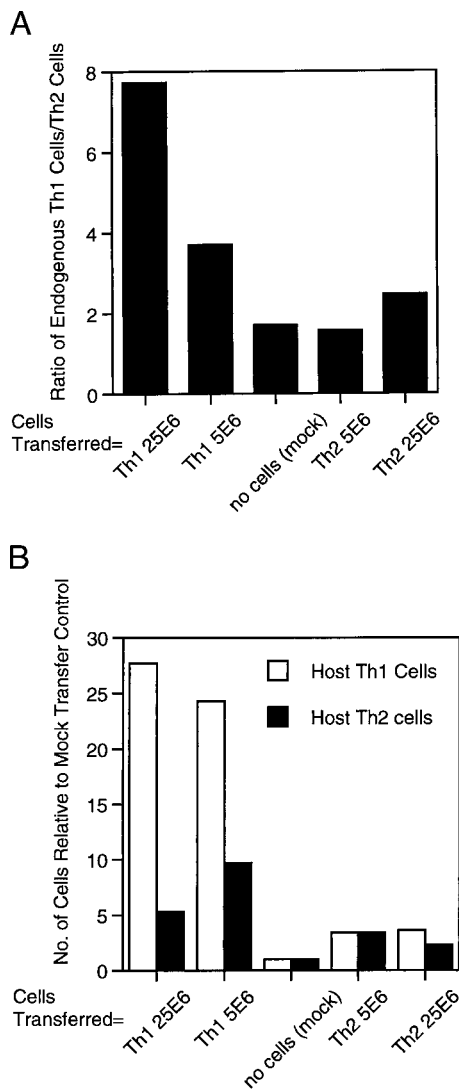 A
Ratio of Endogenous Th1 Cells/Th2 Cells
8
6
4
2
0
Cells
Transferred=
Th1 25E6
Th1 5E6
no cells (mock)
Th2 5E6
Th2 25E6
B
No. of Cells Relative to Mock Transfer Control
30
25
20
15
10
5
0
Host Th1 Cells
Host Th2 cells
Cells
Transferred=
Th1 25E6
Th1 5E6
no cells (mock)
Th2 5E6
Th2 25E6